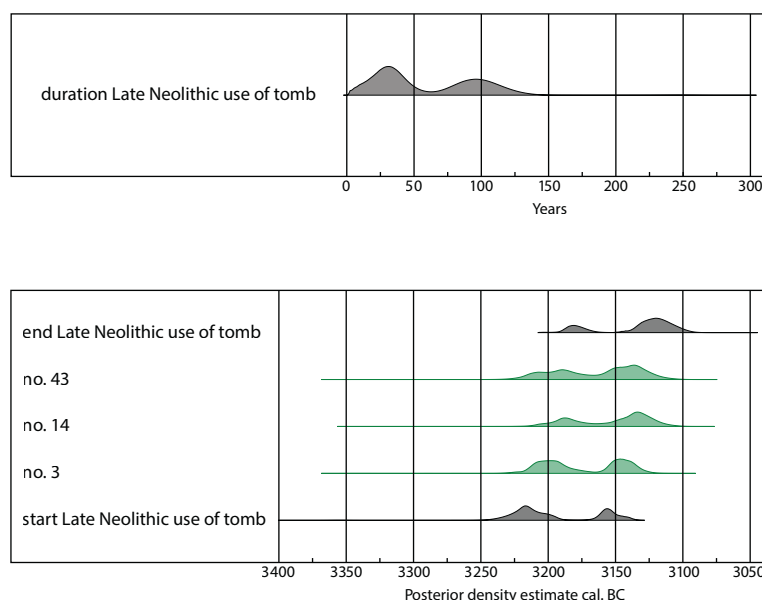 duration Late Neolithic use of tomb
0 50 100 150 200 250 300
Years
end Late Neolithic use of tomb
no. 43
no. 14
no. 3
start Late Neolithic use of tomb
3400 3350 3300 3250 3200 3150 3100 3050
Posterior density estimate cal. BC